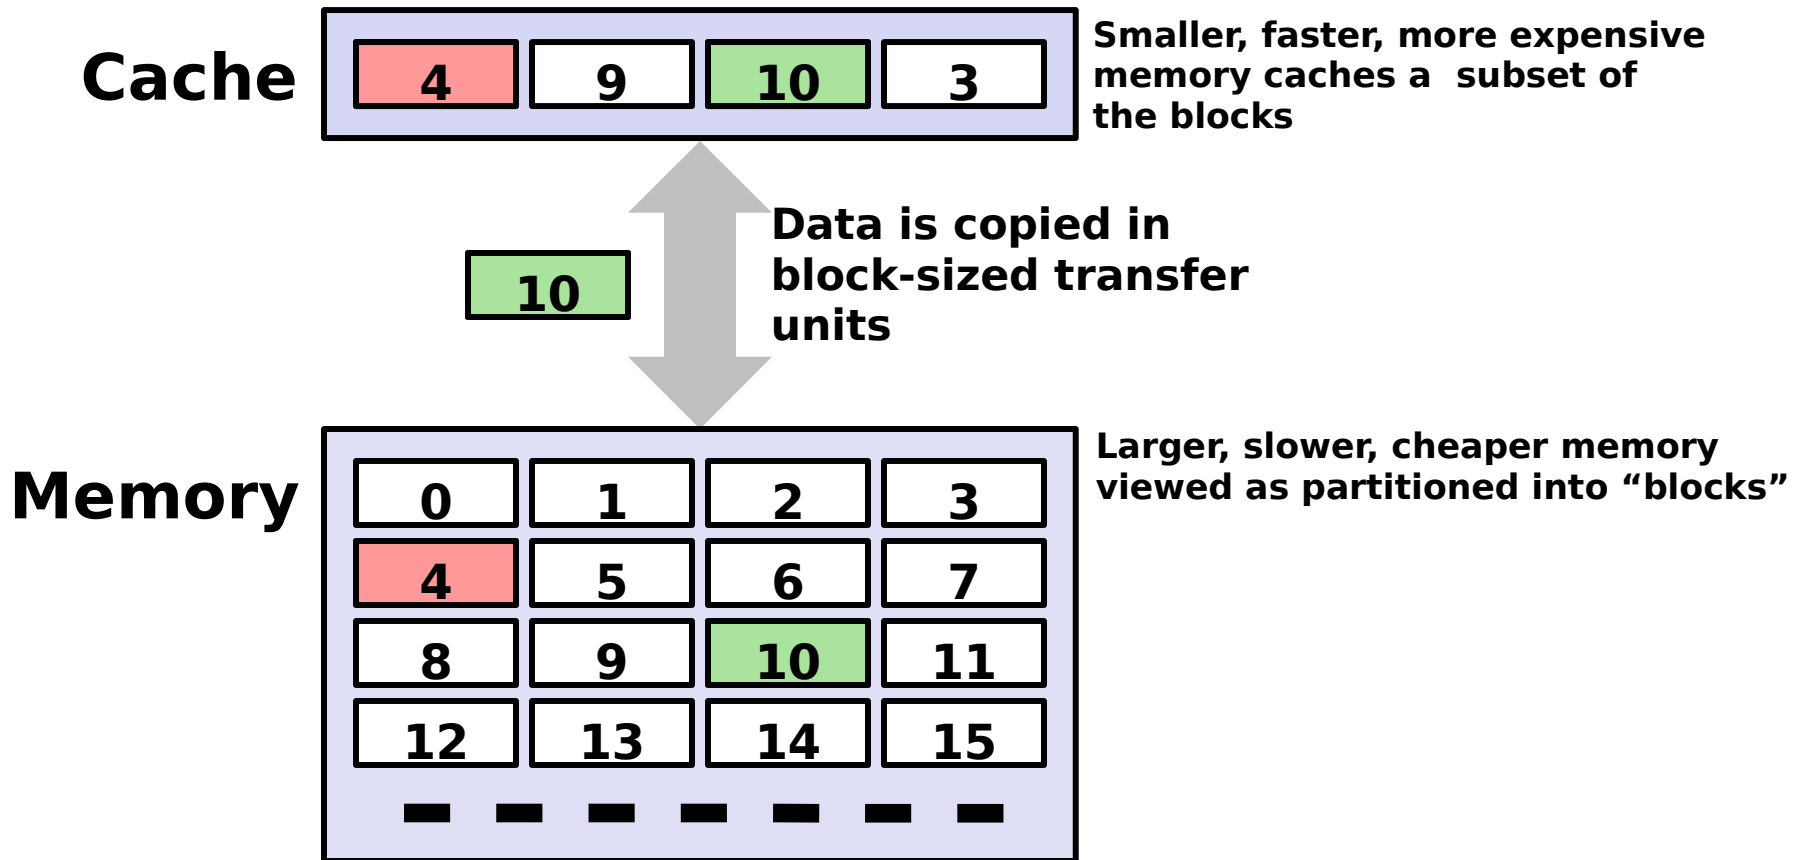 Cache
4 9 10 3
Smaller, faster, more expensive
memory caches a  subset of
the blocks
10
Data is copied in
block-sized transfer
units
Memory
0 1 2 3
4 5 6 7
8 9 10 11
12 13 14 15
Larger, slower, cheaper memory
viewed as partitioned into “blocks”